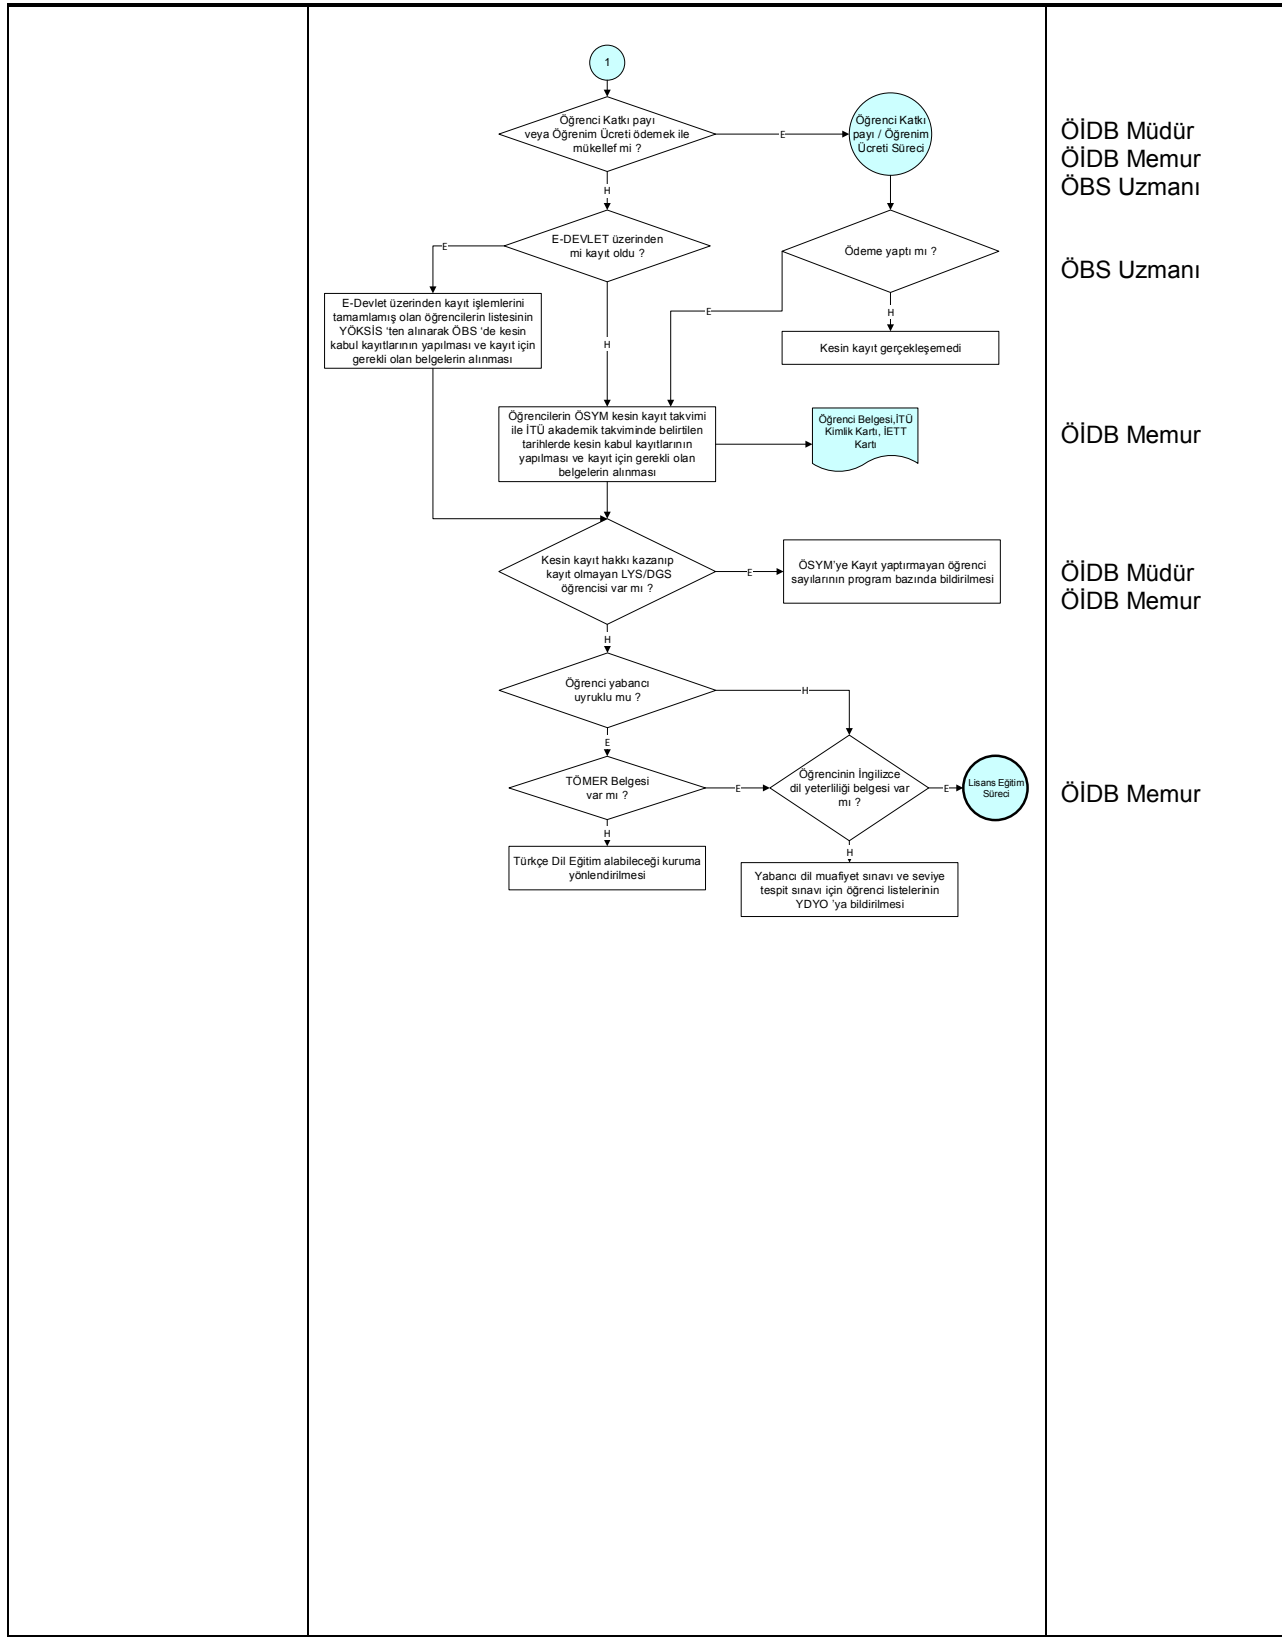 1
Öğrenci Katkı payı
veya Öğrenim Ücreti ödemek ile
mükellef mi ?
E
Öğrenci Katkı
payı / Öğrenim
Ücreti Süreci
ÖİDB Müdür
ÖİDB Memur
ÖBS Uzmanı
H
E-DEVLET üzerinden
mi kayıt oldu ?
E
Ödeme yaptı mı ?
ÖBS Uzmanı
E-Devlet üzerinden kayıt işlemlerini
tamamlamış olan öğrencilerin listesinin
YÖKSİS ‘ten alınarak ÖBS ‘de kesin
kabul kayıtlarının yapılması ve kayıt için
gerekli olan belgelerin alınması
E
H
H
Kesin kayıt gerçekleşemedi
Öğrencilerin ÖSYM kesin kayıt takvimi
ile İTÜ akademik takviminde belirtilen
tarihlerde kesin kabul kayıtlarının
yapılması ve kayıt için gerekli olan
belgelerin alınması
Öğrenci Belgesi,İTÜ
Kimlik Kartı, İETT
Kartı
ÖİDB Memur
Kesin kayıt hakkı kazanıp
kayıt olmayan LYS/DGS
öğrencisi var mı ?
E
ÖSYM’ye Kayıt yaptırmayan öğrenci
sayılarının program bazında bildirilmesi
ÖİDB Müdür
ÖİDB Memur
H
Öğrenci yabancı
uyruklu mu ?
H
E
TÖMER Belgesi
var mı ?
E
Öğrencinin İngilizce
dil yeterliliği belgesi var
mı ?
E
Lisans Eğitim
Süreci
ÖİDB Memur
H
Türkçe Dil Eğitim alabileceği kuruma
yönlendirilmesi
H
Yabancı dil muafiyet sınavı ve seviye
tespit sınavı için öğrenci listelerinin
YDYO ’ya bildirilmesi